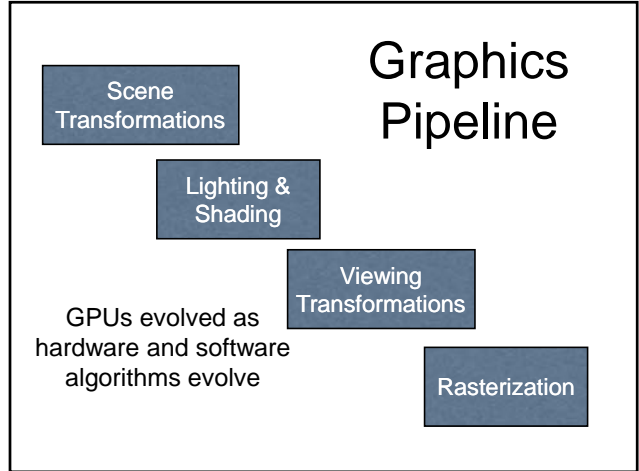 Graphics
Pipeline
Scene
Transformations
Lighting &
Shading
Viewing
Transformations
GPUs evolved as
hardware and software
algorithms evolve
Rasterization